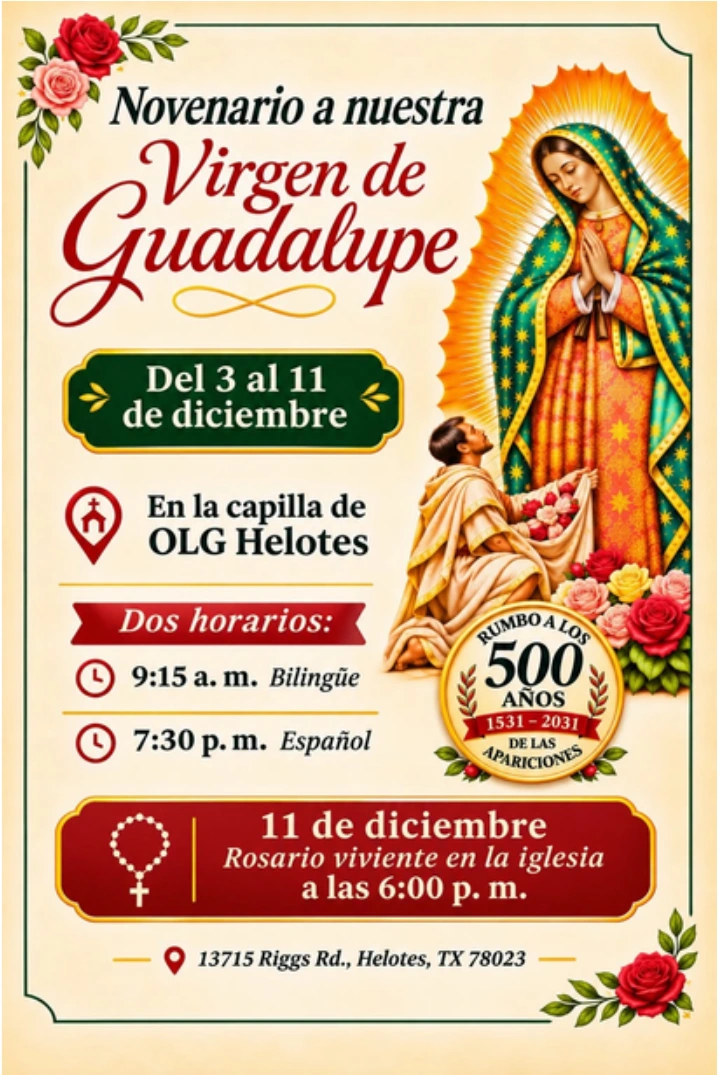 Novenario a nuestra
Virgen de
Guadalupe
Del 3 al 11
de diciembre
En la capilla de
OLG Helotes
Dos horarios:
9:15 a. m. Bilingüe
7:30 p. m. Español
RUMBO A LOS
500
AÑOS
1531 – 2031
DE LAS
APARICIONES
11 de diciembre
Rosario viviente en la iglesia
a las 6:00 p. m.
13715 Riggs Rd., Helotes, TX 78023